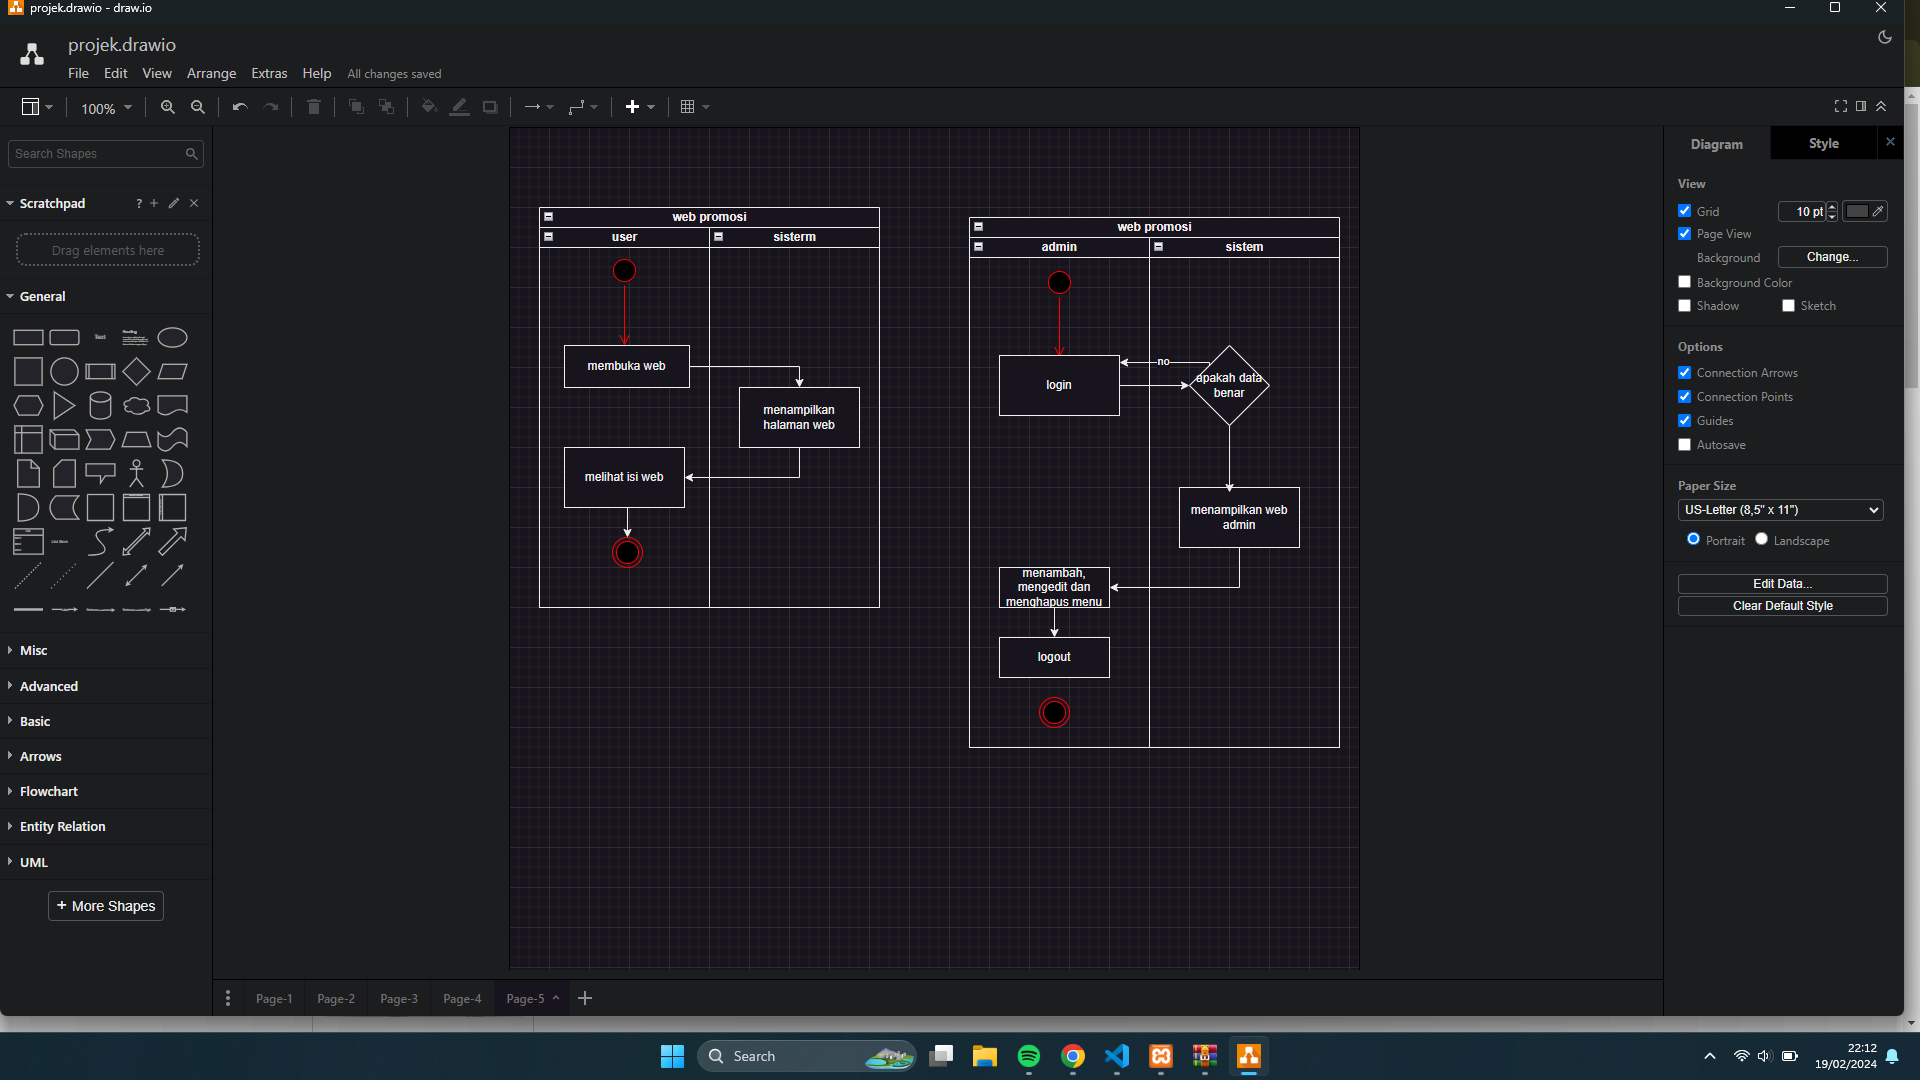 projek.drawio - draw.io
projek.drawio
File Edit View Arrange Extras Help All changes saved
100%
Search Shapes
Scratchpad
?
Drag elements here
General
Text
Heading
List Item
Misc
Advanced
Basic
Arrows
Flowchart
Entity Relation
UML
+ More Shapes
web promosi
user
sisterm
membuka web
menampilkan
halaman web
melihat isi web
web promosi
admin
sistem
login
no
apakah data
benar
menampilkan web
admin
menambah,
mengedit dan
menghapus menu
logout
Diagram
Style
View
Grid
10 pt
Page View
Background
Change...
Background Color
Shadow
Sketch
Options
Connection Arrows
Connection Points
Guides
Autosave
Paper Size
US-Letter (8,5" x 11")
Portrait
Landscape
Edit Data...
Clear Default Style
Page-1
Page-2
Page-3
Page-4
Page-5
Search
22:12
19/02/2024